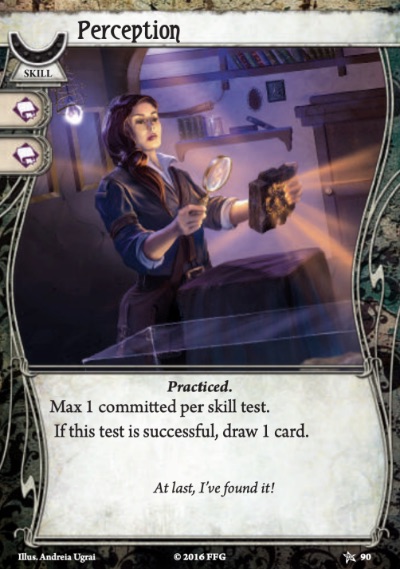 Perception
SKILL
Practiced.
Max 1 committed per skill test.
If this test is successful, draw 1 card.
At last, I've found it!
Illus. Andreia Ugrai
© 2016 FFG
90